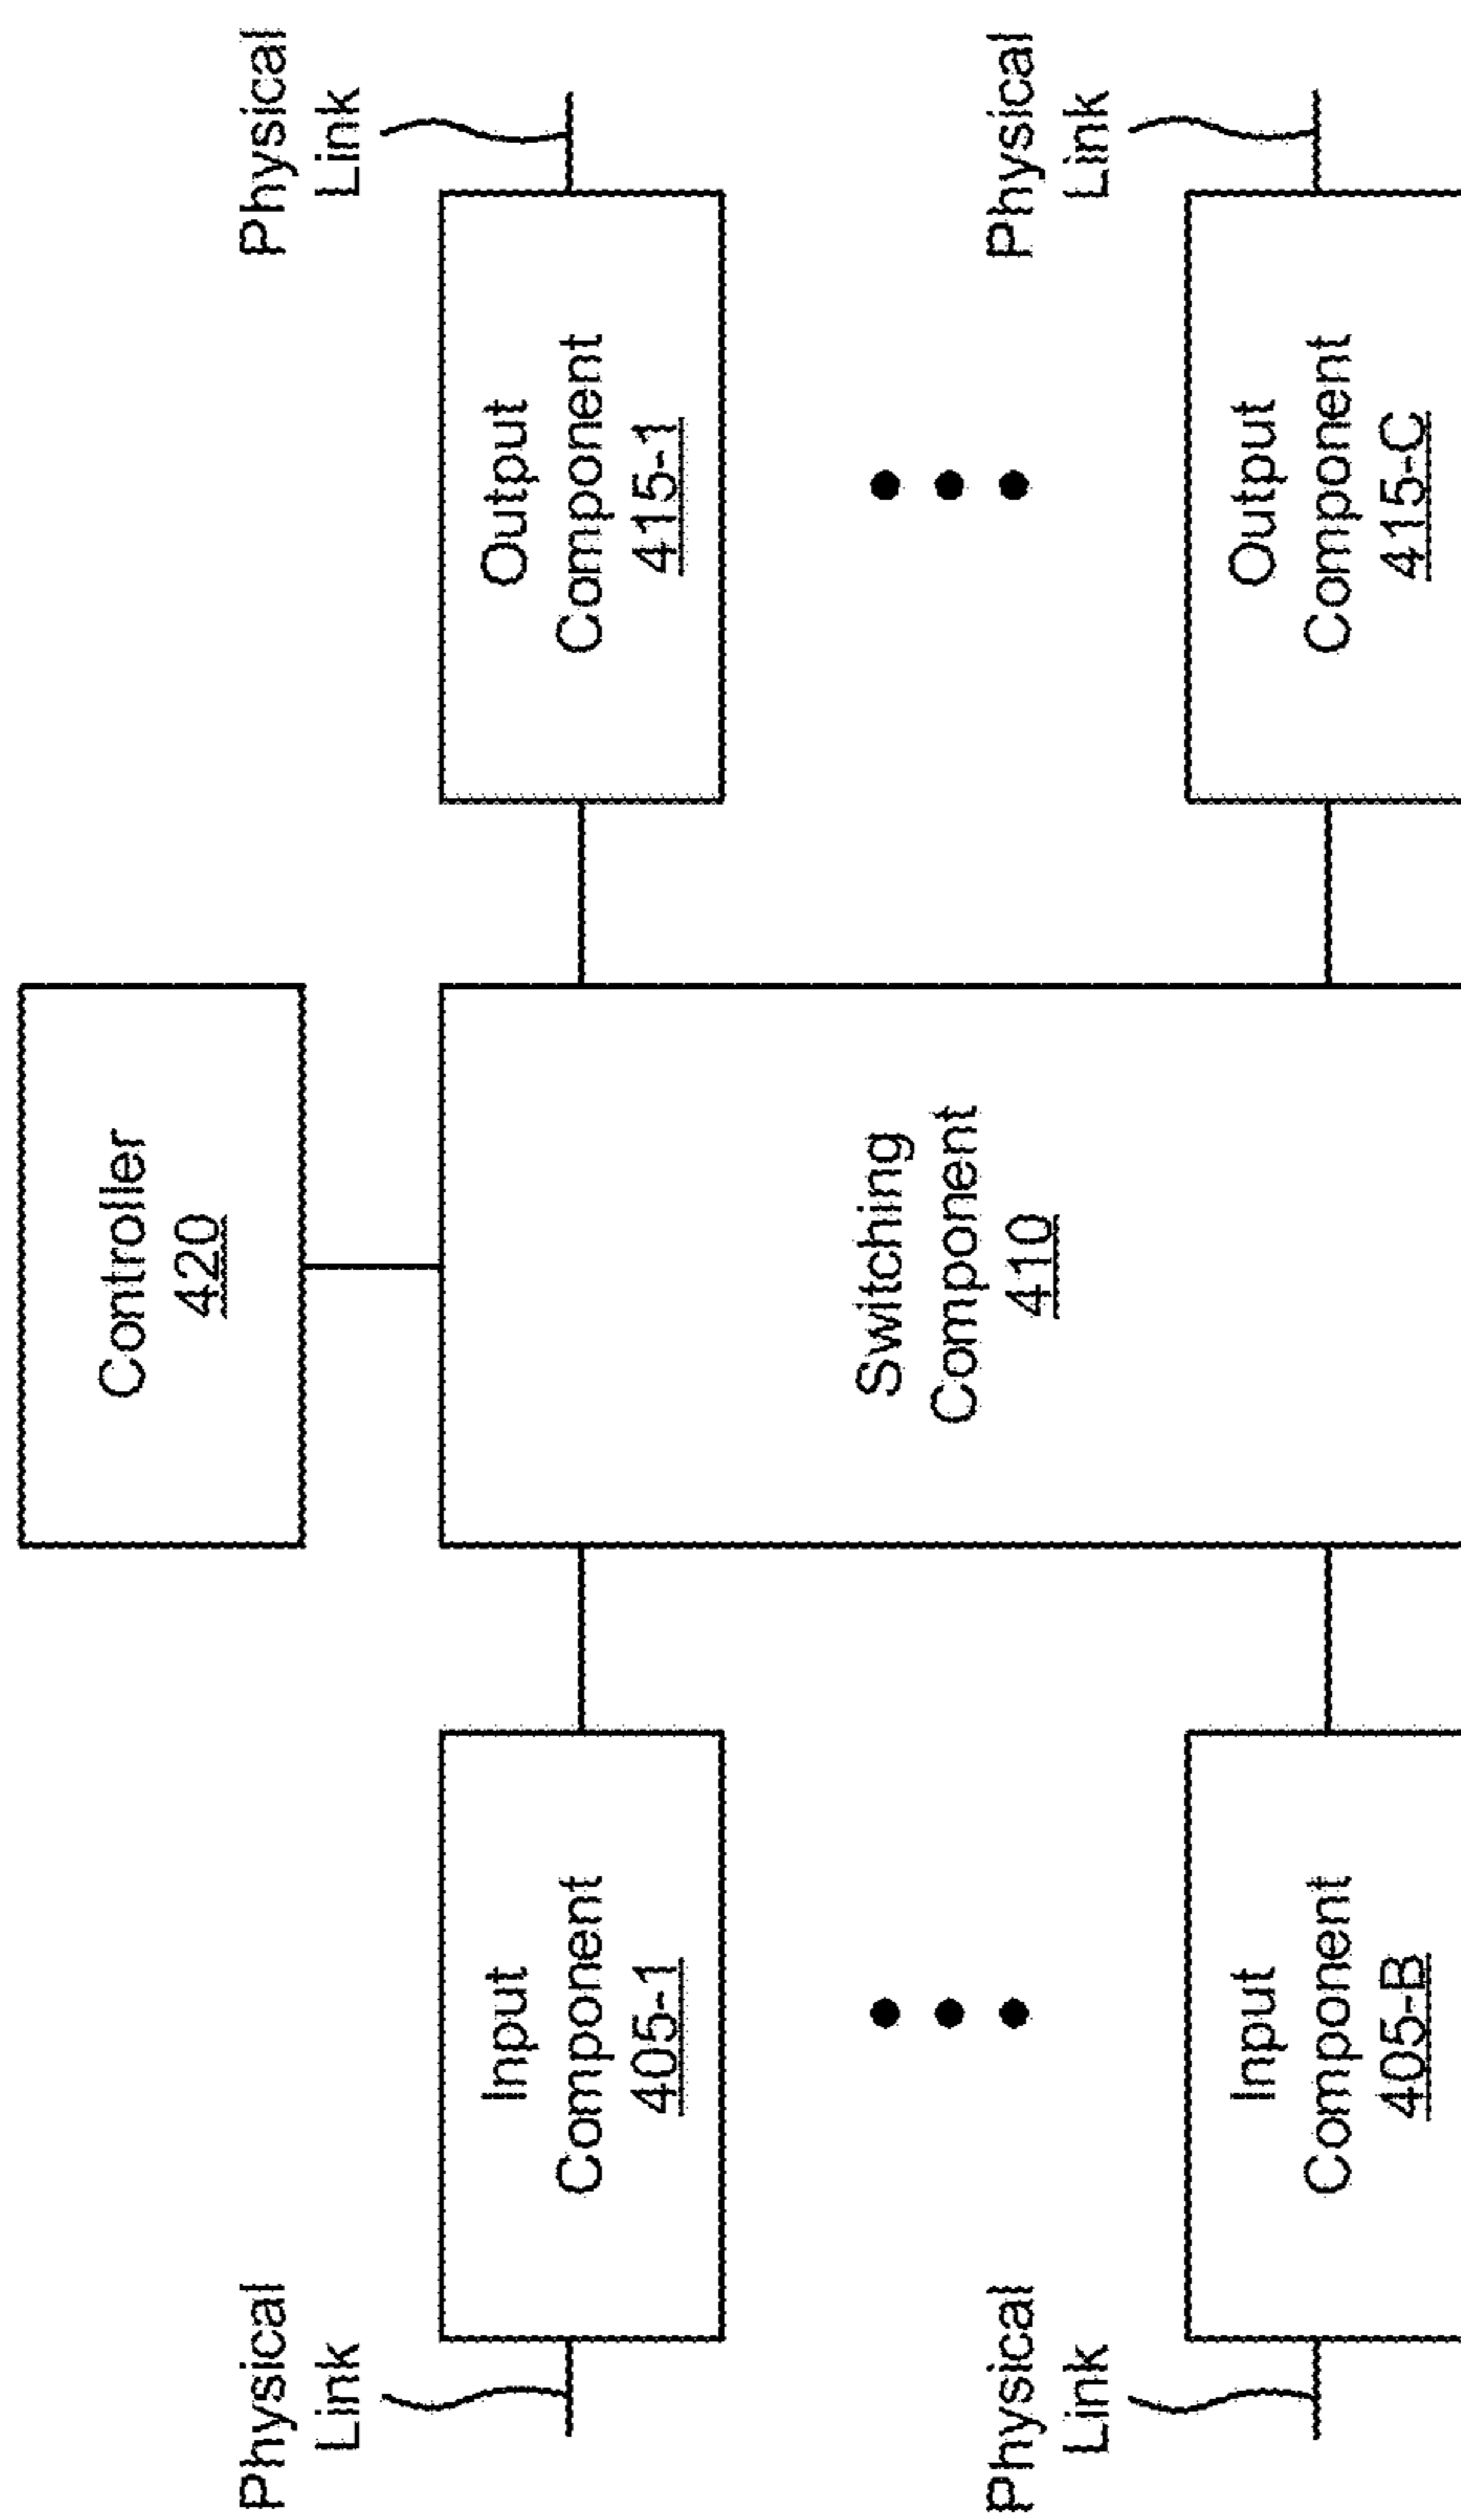 Controller
420
Physical
Link
Physical
Link
Input
Component
405-1
Switching
Component
410
Output
Component
415-1
Physical
Link
Physical
Link
Input
Component
405-B
Output
Component
415-C